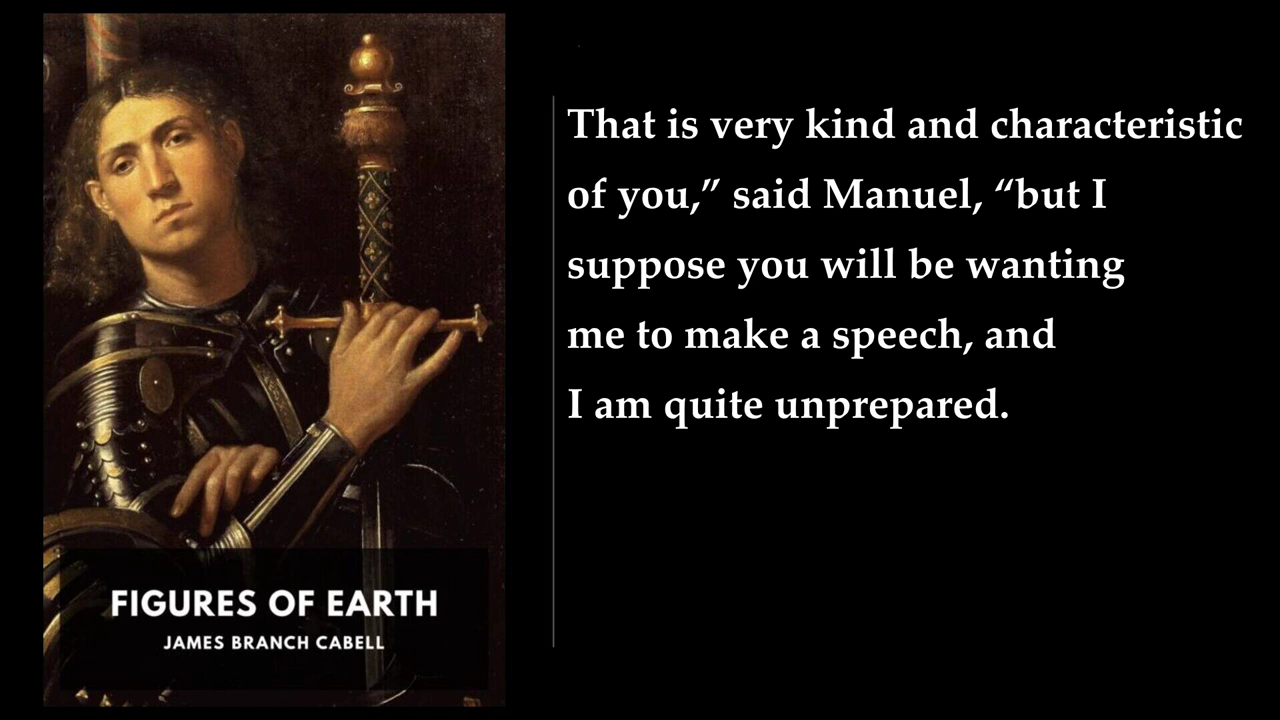 That is very kind and characteristic
of you,” said Manuel, “but I
suppose you will be wanting
me to make a speech, and
I am quite unprepared.
FIGURES OF EARTH
JAMES BRANCH CABELL